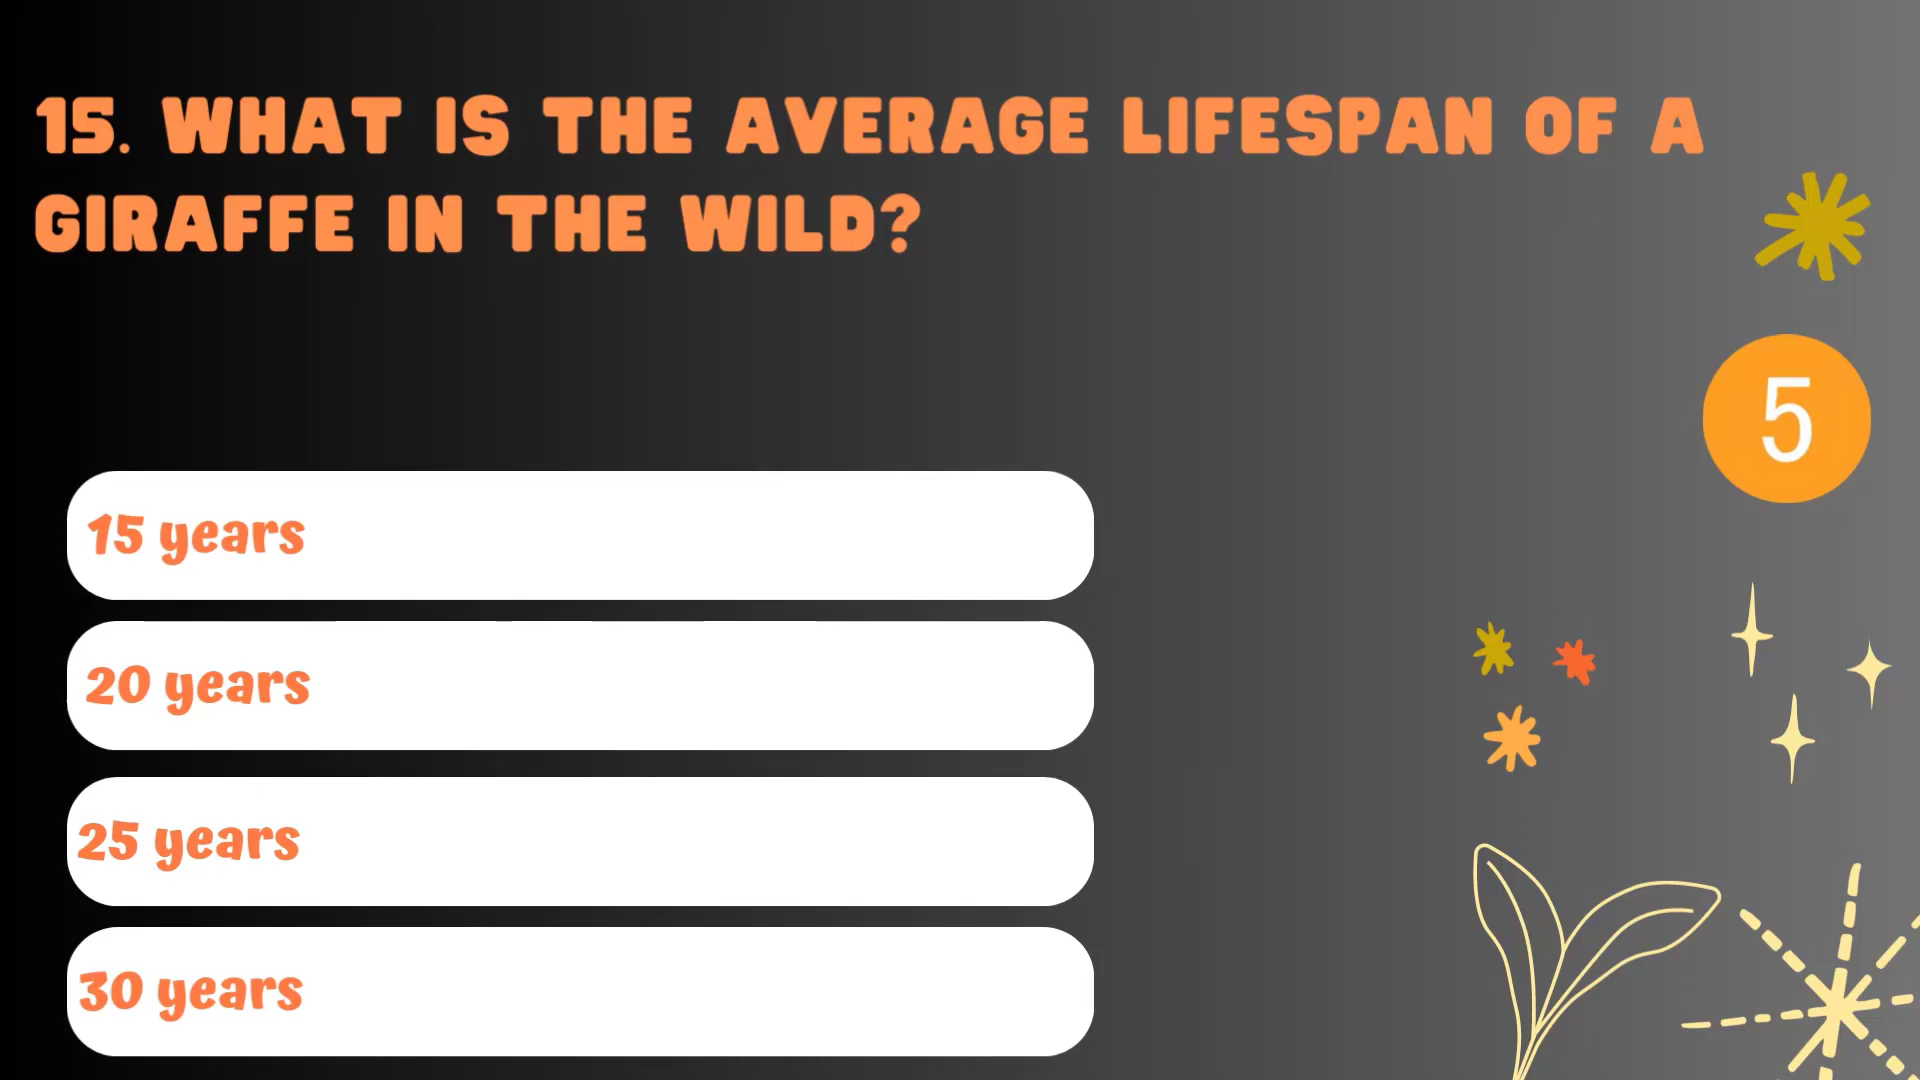 15. WHAT IS THE AVERAGE LIFESPAN OF A
GIRAFFE IN THE WILD?
5
15 years
20 years
25 years
30 years